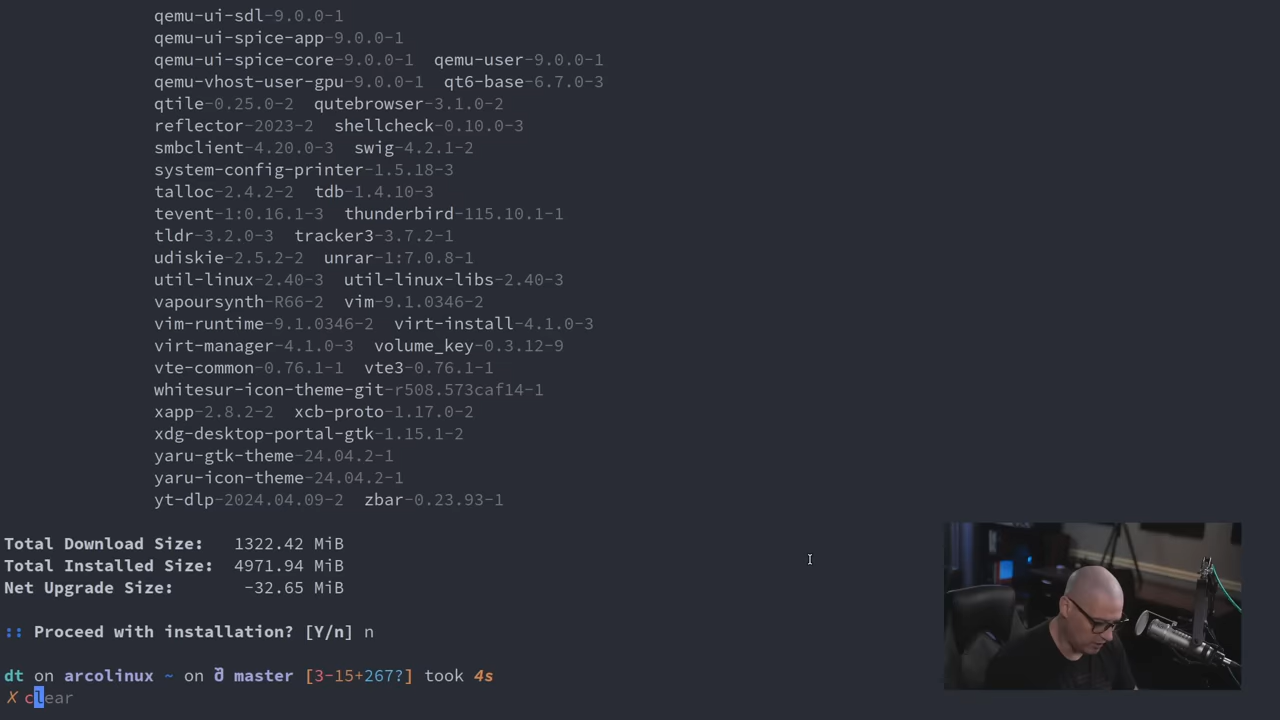 qemu-ui-sdl-9.0.0-1
qemu-ui-spice-app-9.0.0-1
qemu-ui-spice-core-9.0.0-1 qemu-user-9.0.0-1
qemu-vhost-user-gpu-9.0.0-1 qt6-base-6.7.0-3
qtile-0.25.0-2 qutebrowser-3.1.0-2
reflector-2023-2 shellcheck-0.10.0-3
smbclient-4.20.0-3 swig-4.2.1-2
system-config-printer-1.5.18-3
talloc-2.4.2-2 tdb-1.4.10-3
tevent-1:0.16.1-3 thunderbird-115.10.1-1
tldr-3.2.0-3 tracker3-3.7.2-1
udiskie-2.5.2-2 unrar-1:7.0.8-1
util-linux-2.40-3 util-linux-libs-2.40-3
vapoursynth-R66-2 vim-9.1.0346-2
vim-runtime-9.1.0346-2 virt-install-4.1.0-3
virt-manager-4.1.0-3 volume_key-0.3.12-9
vte-common-0.76.1-1 vte3-0.76.1-1
whitesur-icon-theme-git-r508.573caf14-1
xapp-2.8.2-2 xcb-proto-1.17.0-2
xdg-desktop-portal-gtk-1.15.1-2
yaru-gtk-theme-24.04.2-1
yaru-icon-theme-24.04.2-1
yt-dlp-2024.04.09-2 zbar-0.23.93-1
Total Download Size: 1322.42 MiB
Total Installed Size: 4971.94 MiB
Net Upgrade Size: -32.65 MiB
:: Proceed with installation? [Y/n] n
dt on arcolinux ~ on master [3-15+267?] took 4s
✗ clear